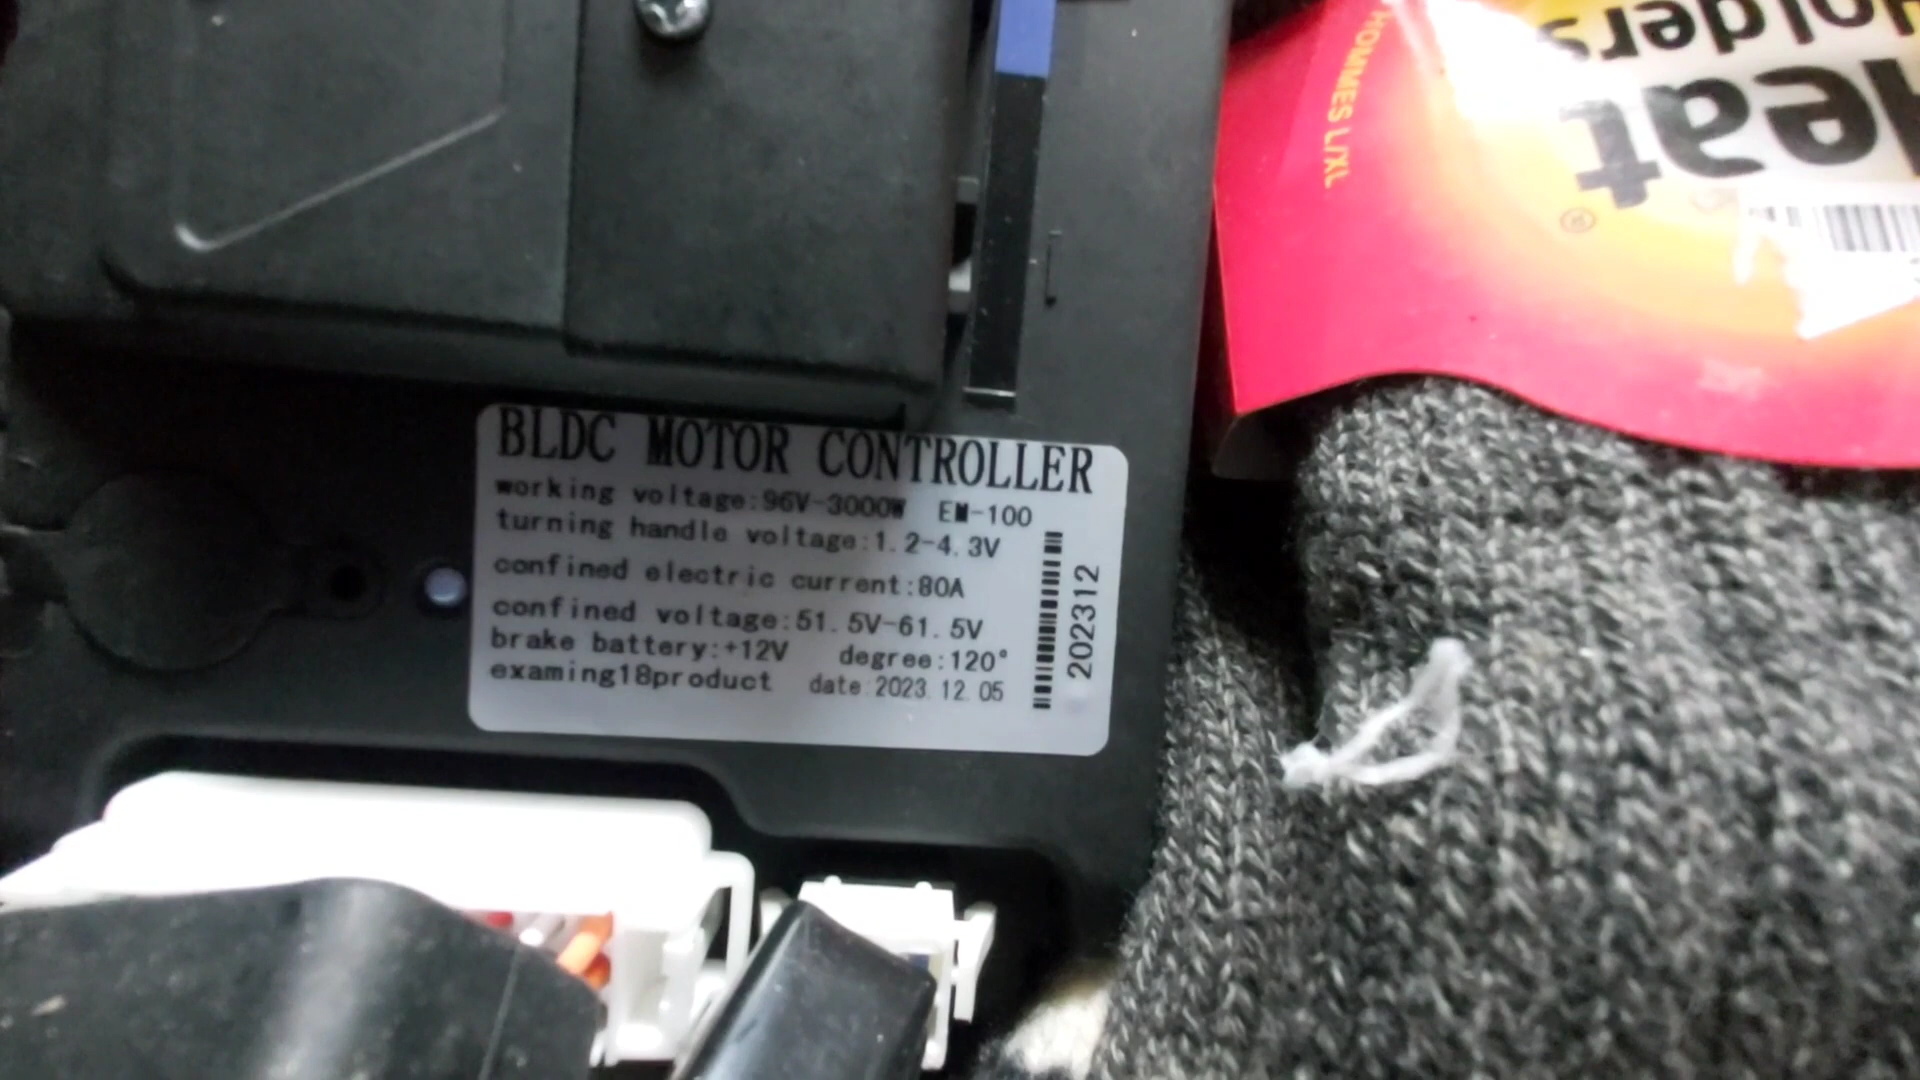 BLDC MOTOR CONTROLLER
working voltage:96V-3000W EM-100
turning handle voltage:1.2-4.3V
confined electric current:80A
confined voltage:51.5V-61.5V
brake battery:+12V degree:120°
examing18product date:2023.12.05
202312
Heat
Holders
®
HOMMES L/XL